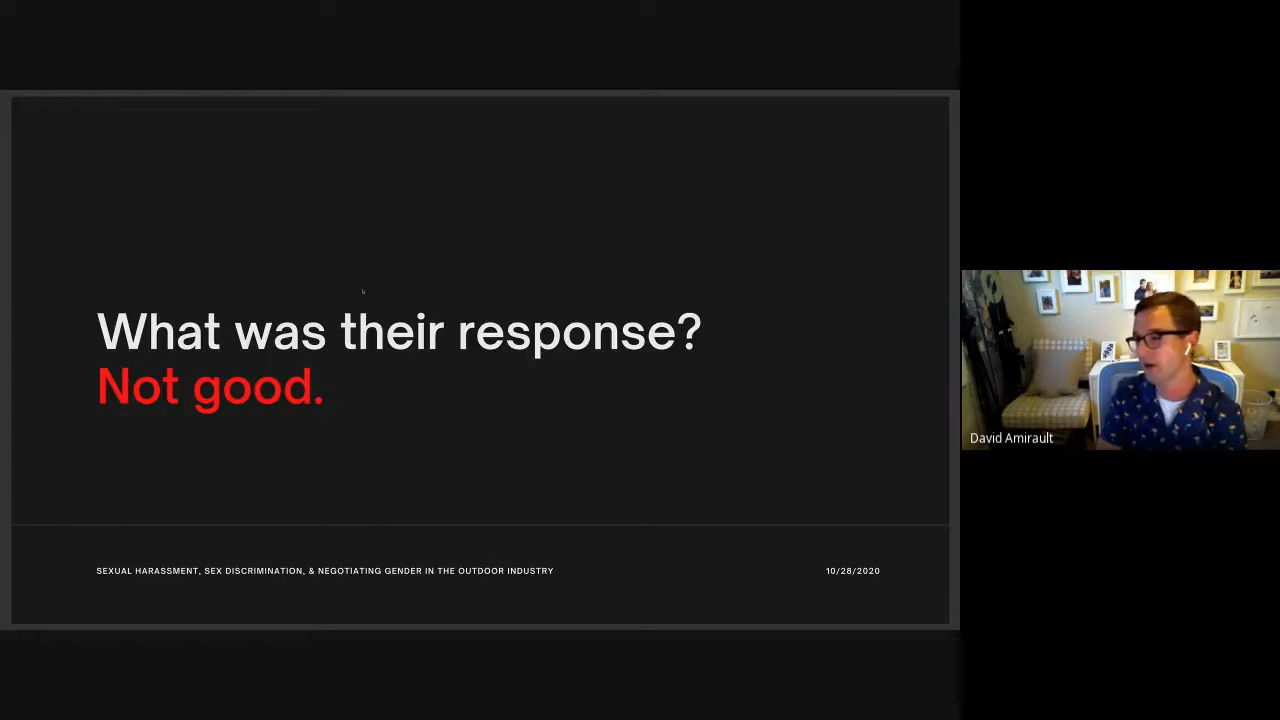 What was their response?
Not good.
SEXUAL HARASSMENT, SEX DISCRIMINATION, & NEGOTIATING GENDER IN THE OUTDOOR INDUSTRY
10/28/2020
David Amirault